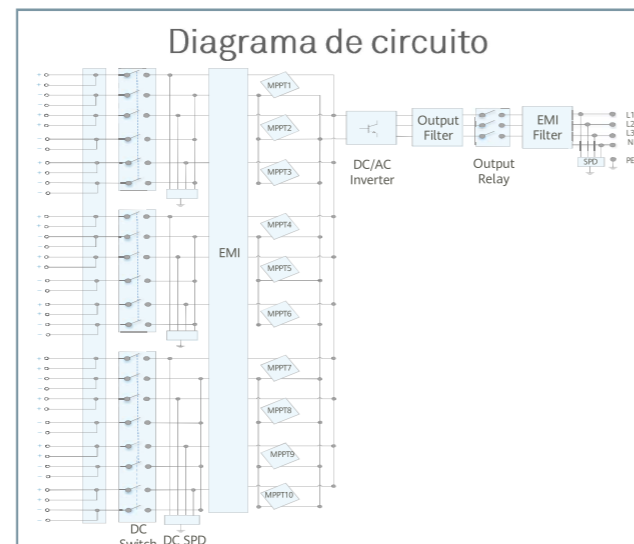 Diagrama de circuito
MPPT1
MPPT2
MPPT3
MPPT4
MPPT5
MPPT6
MPPT7
MPPT8
MPPT9
MPPT10
EMI
DC/AC
Inverter
Output
Filter
Output
Relay
EMI
Filter
L1
L2
L3
N
SPD
PE
DC
Switch
DC SPD